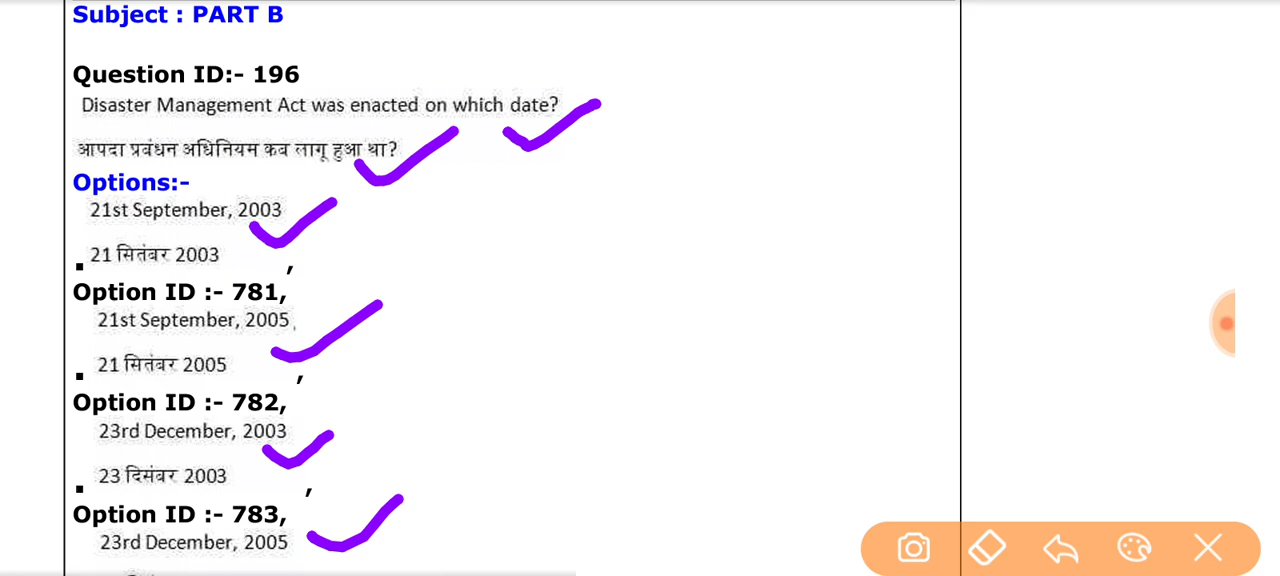 Subject : PART B
Question ID:- 196
Disaster Management Act was enacted on which date?
आपदा प्रबंधन अधिनियम कब लागू हुआ था?
Options:-
21st September, 2003
21 सितंबर 2003
,
Option ID :- 781,
21st September, 2005,
21 सितंबर 2005
,
Option ID :- 782,
23rd December, 2003
23 दिसंबर 2003
,
Option ID :- 783,
23rd December, 2005